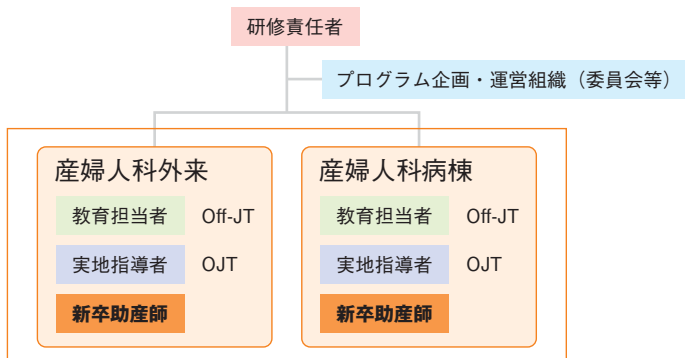 研修責任者
プログラム企画・運営組織（委員会等）
産婦人科外来
教育担当者 Off-JT
実地指導者 OJT
新卒助産師
産婦人科病棟
教育担当者 Off-JT
実地指導者 OJT
新卒助産師